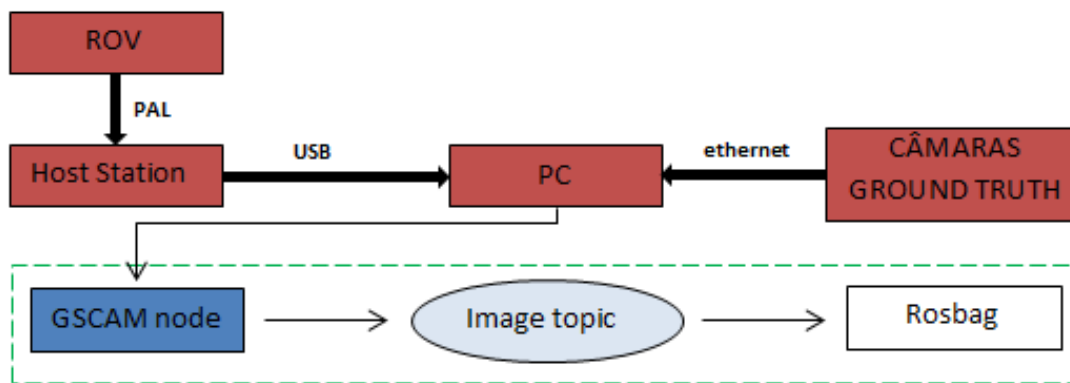 ROV
PAL
Host Station
USB
PC
ethernet
CÂMARAS
GROUND TRUTH
GSCAM node
Image topic
Rosbag